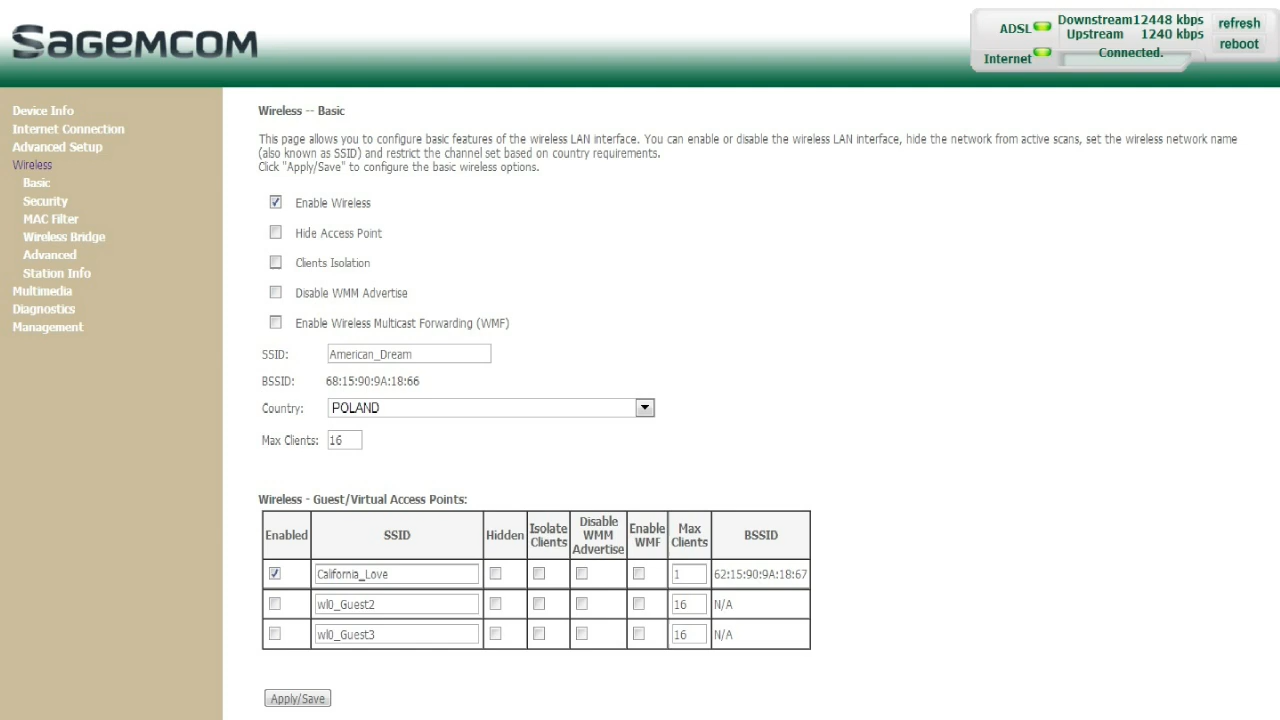 SAGEMCOM
ADSL Downstream 12448 kbps
Upstream 1240 kbps
Internet Connected.
refresh
reboot
Device Info
Internet Connection
Advanced Setup
Wireless
Basic
Security
MAC Filter
Wireless Bridge
Advanced
Station Info
Multimedia
Diagnostics
Management
Wireless -- Basic
This page allows you to configure basic features of the wireless LAN interface. You can enable or disable the wireless LAN interface, hide the network from active scans, set the wireless network name
(also known as SSID) and restrict the channel set based on country requirements.
Click "Apply/Save" to configure the basic wireless options.
Enable Wireless
Hide Access Point
Clients Isolation
Disable WMM Advertise
Enable Wireless Multicast Forwarding (WMF)
SSID: American_Dream
BSSID: 68:15:90:9A:18:66
Country: POLAND
Max Clients: 16
Wireless - Guest/Virtual Access Points:
Enabled SSID Hidden Isolate Clients Disable WMM Advertise Enable WMF Max Clients BSSID
California_Love 1 62:15:90:9A:18:67
wl0_Guest2 16 N/A
wl0_Guest3 16 N/A
Apply/Save